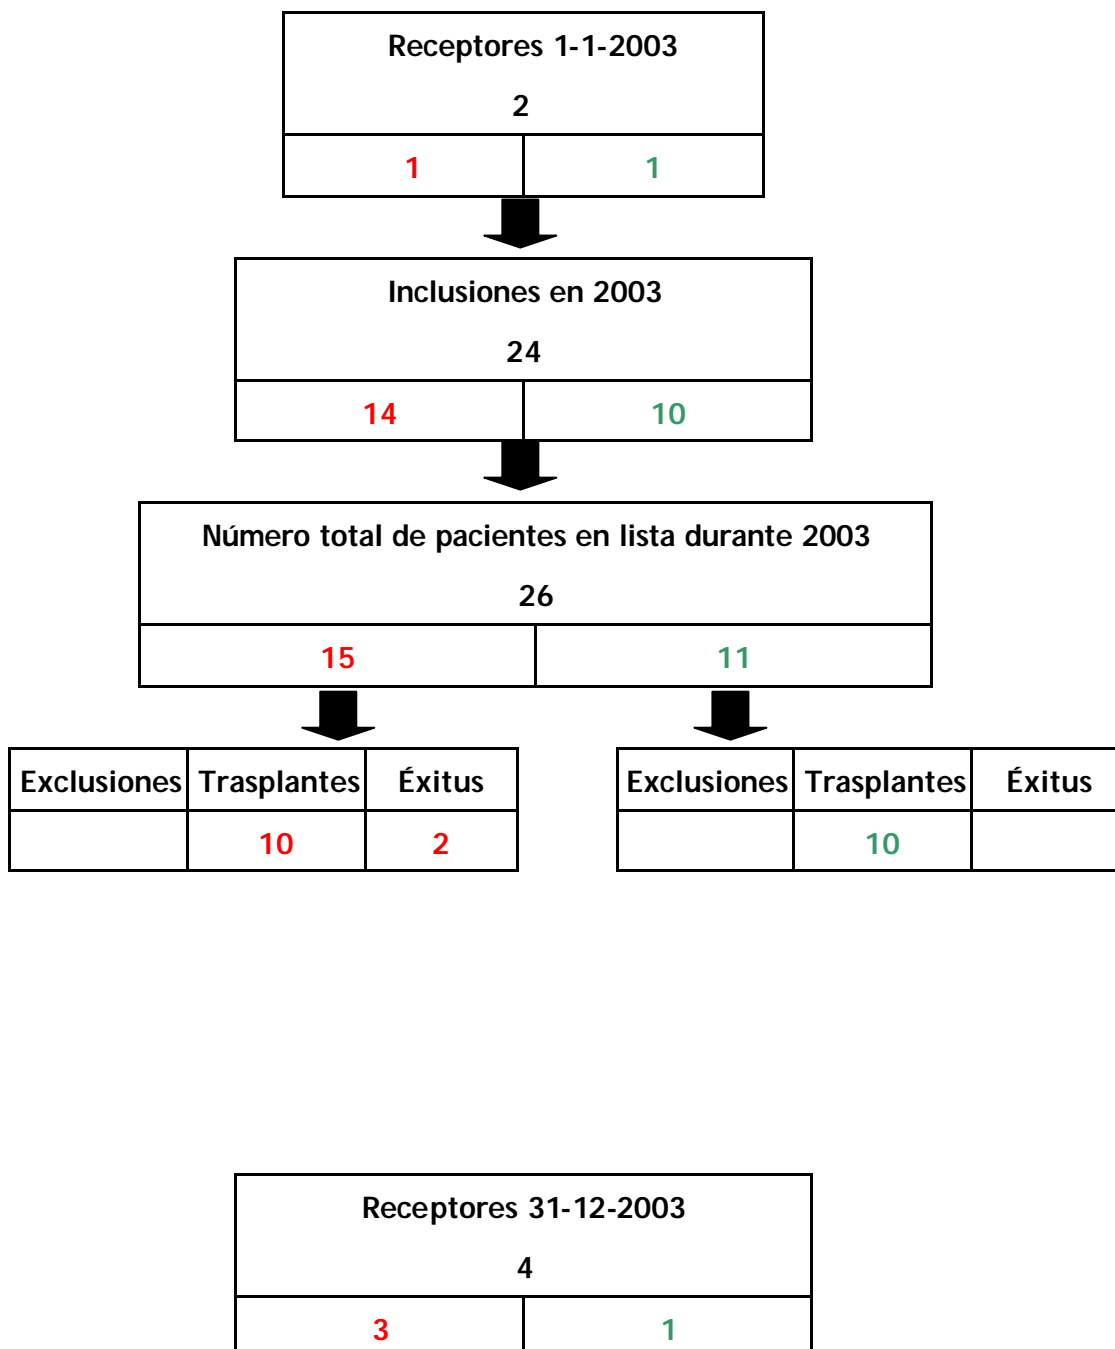 Receptores 1-1-2003
2
1 1
Inclusiones en 2003
24
14 10
Número total de pacientes en lista durante 2003
26
15 11
Exclusiones Trasplantes Éxitus
10 2
Exclusiones Trasplantes Éxitus
10
Receptores 31-12-2003
4
3 1